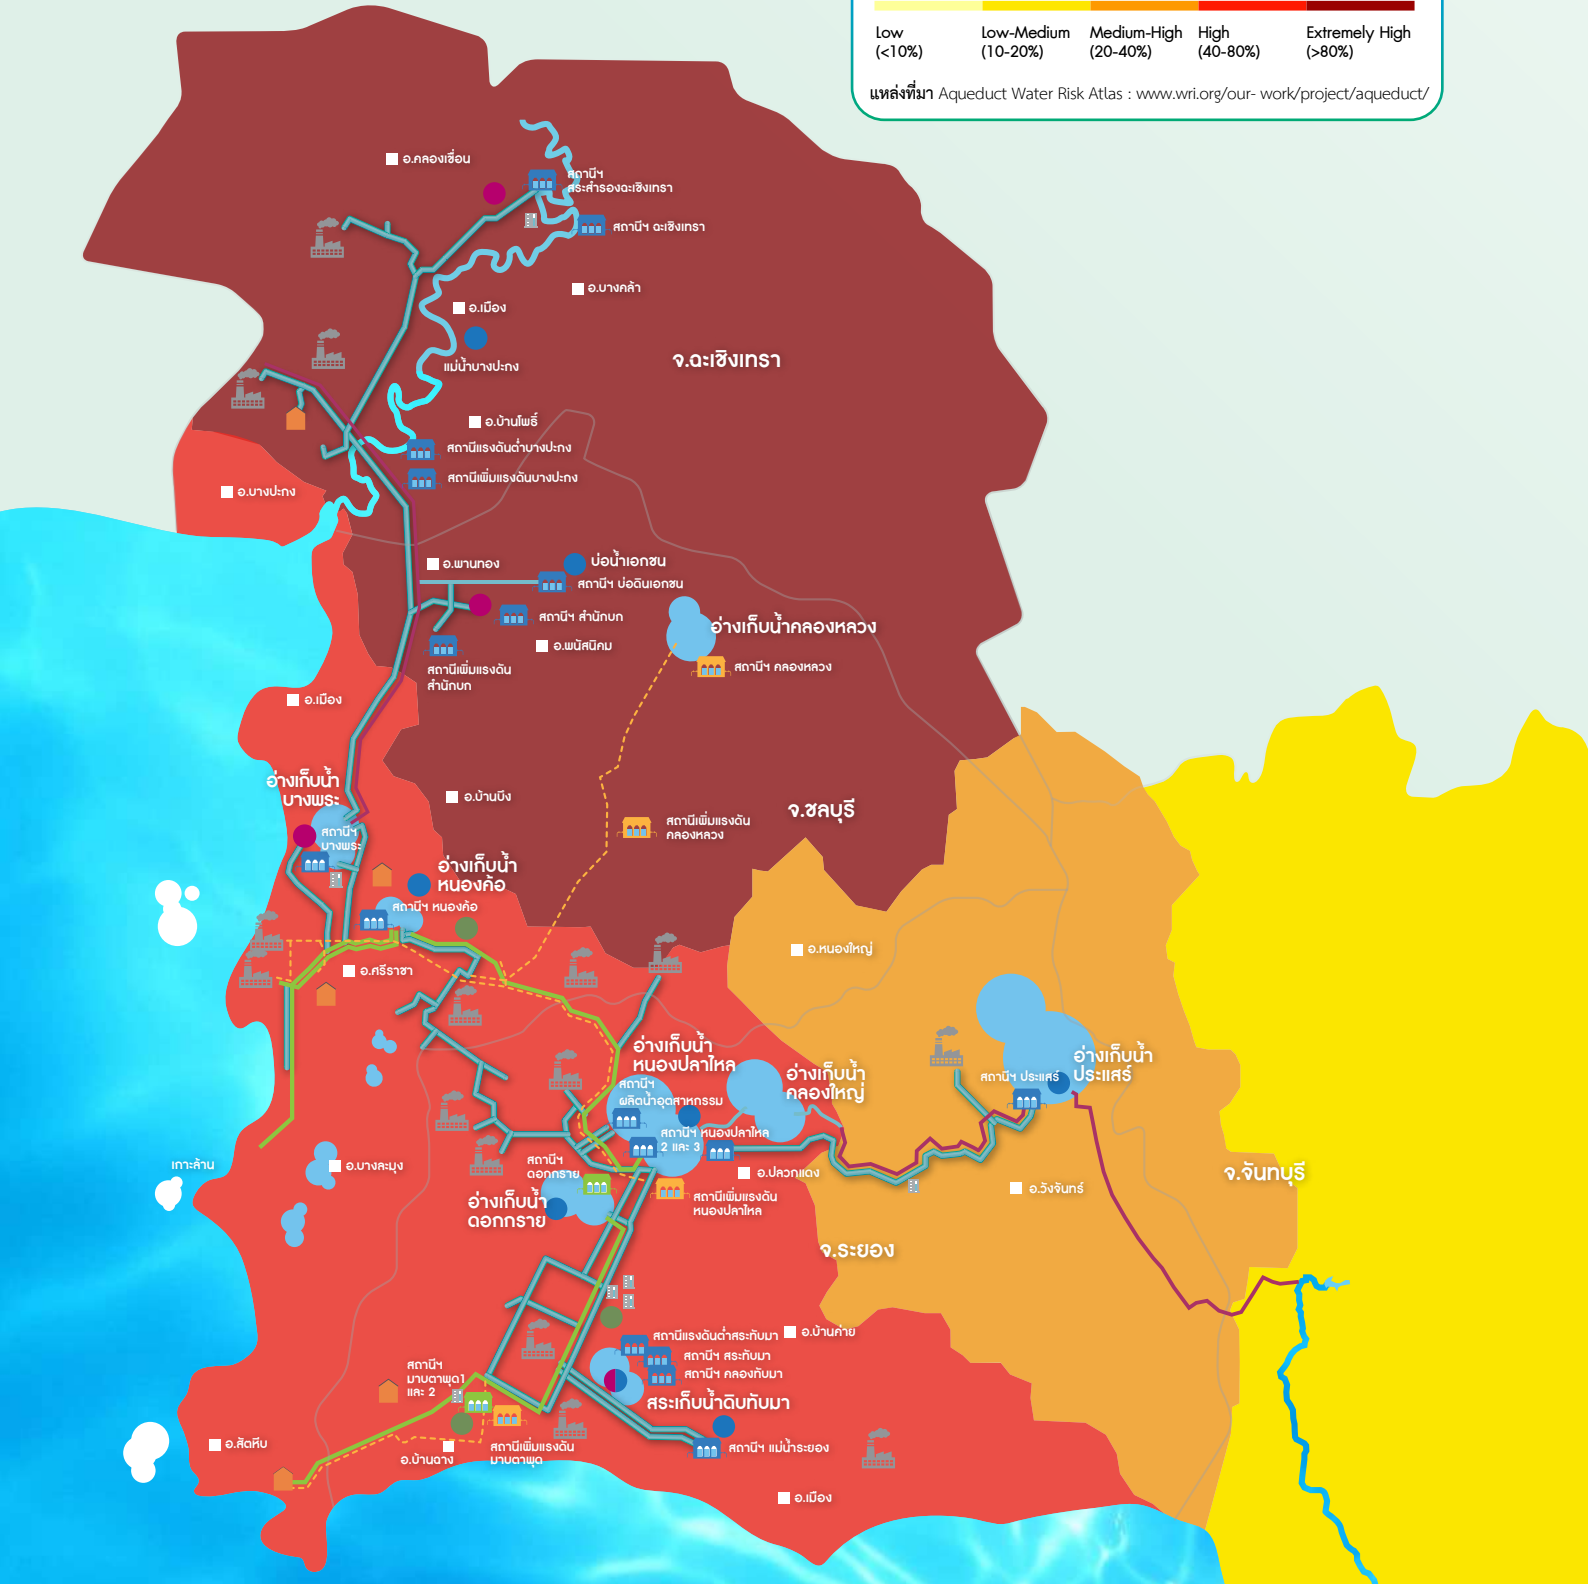 Low
(<10%)
Low-Medium
(10-20%)
Medium-High
(20-40%)
High
(40-80%)
Extremely High
(>80%)
แหล่งที่มา Aqueduct Water Risk Atlas : www.wri.org/our- work/project/aqueduct/
อ.คลองเขื่อน
สถานีฯ
สระสำรองฉะเชิงเทรา
สถานีฯ ฉะเชิงเทรา
อ.บางคล้า
อ.เมือง
แม่น้ำบางปะกง
จ.ฉะเชิงเทรา
อ.บ้านโพธิ์
สถานีแรงดันต่ำบางปะกง
สถานีเพิ่มแรงดันบางปะกง
อ.บางปะกง
อ.พานทอง
บ่อน้ำเอกชน
สถานีฯ บ่อดินเอกชน
สถานีฯ สำนักบก
อ.พนัสนิคม
สถานีเพิ่มแรงดัน
สำนักบก
อ่างเก็บน้ำคลองหลวง
สถานีฯ คลองหลวง
อ.เมือง
อ่างเก็บน้ำ
บางพระ
สถานีฯ
บางพระ
อ.บ้านบึง
สถานีเพิ่มแรงดัน
คลองหลวง
จ.ชลบุรี
อ่างเก็บน้ำ
หนองค้อ
สถานีฯ หนองค้อ
อ.ศรีราชา
อ.หนองใหญ่
อ่างเก็บน้ำ
หนองปลาไหล
สถานีฯ
ผลิตน้ำอุตสาหกรรม
สถานีฯ หนองปลาไหล
2 และ 3
อ่างเก็บน้ำ
คลองใหญ่
สถานีฯ ประแสร์
อ่างเก็บน้ำ
ประแสร์
เกาะล้าน
อ.บางละมุง
สถานีฯ
ดอกกราย
อ่างเก็บน้ำ
ดอกกราย
อ.ปลวกแดง
สถานีเพิ่มแรงดัน
หนองปลาไหล
อ.วังจันทร์
จ.จันทบุรี
จ.ระยอง
สถานีแรงดันต่ำสระทับมา
อ.บ้านค่าย
สถานีฯ สระทับมา
สถานีฯ คลองทับมา
สระเก็บน้ำดิบทับมา
สถานีฯ
มาบตาพุด1
และ 2
อ.สัตหีบ
อ.บ้านฉาง
สถานีเพิ่มแรงดัน
มาบตาพุด
สถานีฯ แม่น้ำระยอง
อ.เมือง